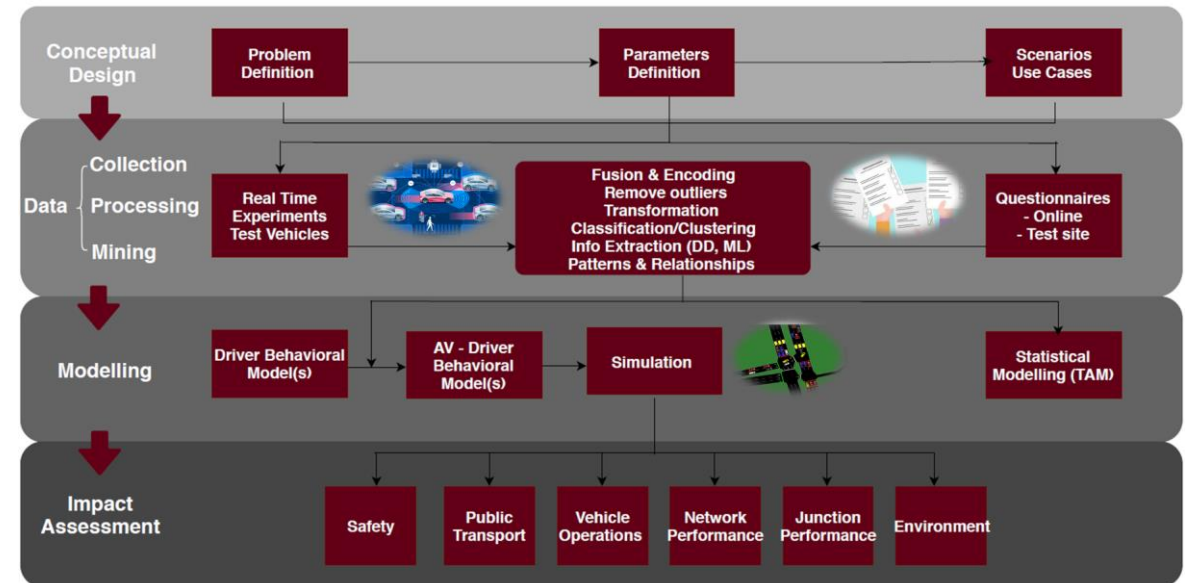 Conceptual
Design
Problem
Definition
Parameters
Definition
Scenarios
Use Cases
Data
Collection
Processing
Mining
Real Time
Experiments
Test Vehicles
Fusion & Encoding
Remove outliers
Transformation
Classification/Clustering
Info Extraction (DD, ML)
Patterns & Relationships
Questionnaires
- Online
- Test site
Modelling
Driver Behavioral
Model(s)
AV - Driver
Behavioral
Model(s)
Simulation
Statistical
Modelling (TAM)
Impact
Assessment
Safety
Public
Transport
Vehicle
Operations
Network
Performance
Junction
Performance
Environment